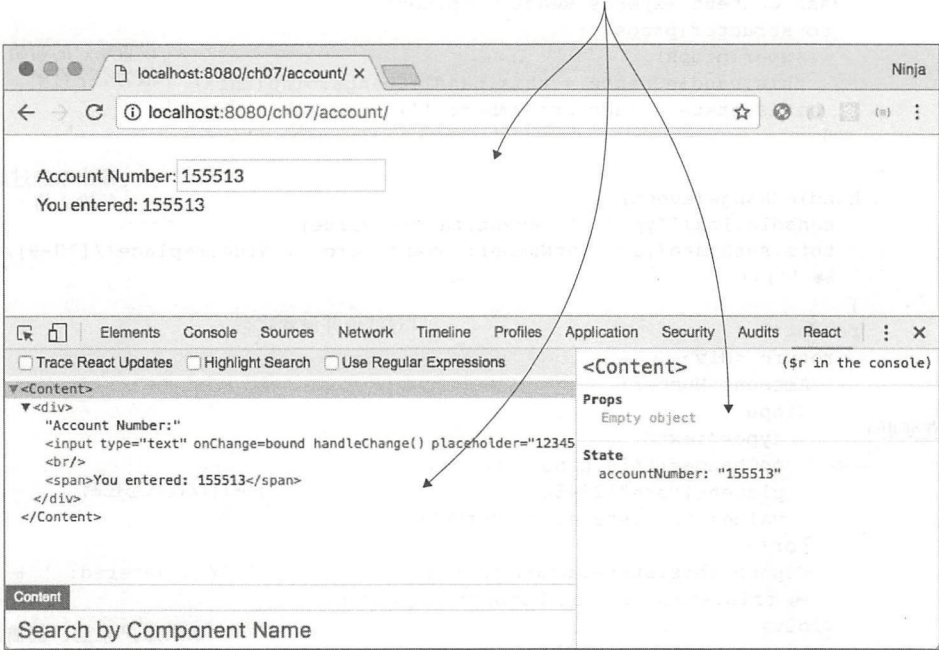 localhost:8080/ch07/account/ ×
Ninja
localhost:8080/ch07/account/
Account Number: 155513
You entered: 155513
Elements Console Sources Network Timeline Profiles Application Security Audits React
Trace React Updates Highlight Search Use Regular Expressions
<Content> ($r in the console)
▼<Content>
▼<div>
"Account Number:"
<input type="text" onChange=bound handleChange() placeholder="12345
<br/>
<span>You entered: 155513</span>
</div>
</Content>
Props
Empty object
State
accountNumber: "155513"
Content
Search by Component Name